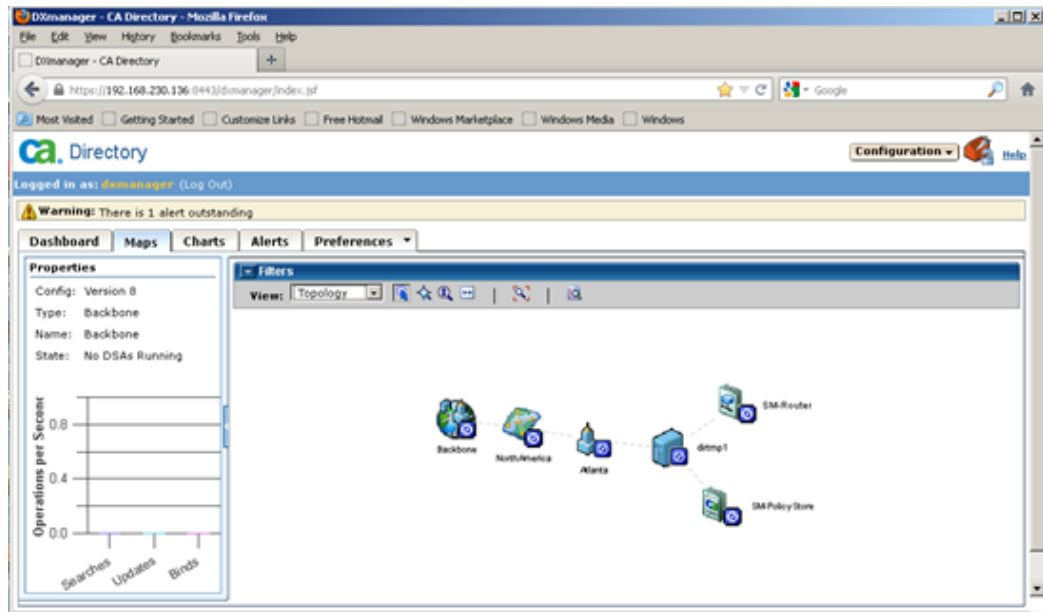 DXmanager - CA Directory - Mozilla Firefox
File Edit View History Bookmarks Tools Help
DXmanager - CA Directory +
https://192.168.230.136:8443/dxmanager/index.jsf Google
Most Visited Getting Started Customize Links Free Hotmail Windows Marketplace Windows Media Windows
ca. Directory
Configuration Help
Logged in as: dxmanager (Log Out)
Warning: There is 1 alert outstanding
Dashboard Maps Charts Alerts Preferences
Properties
Config: Version 8
Type: Backbone
Name: Backbone
State: No DSAs Running
Operations per Second
0.8
0.4
0.0
Searches Updates Binds
Filters
View: Topology
Backbone
NorthAmerica
Atlanta
SM-Router
SM-Policy Store